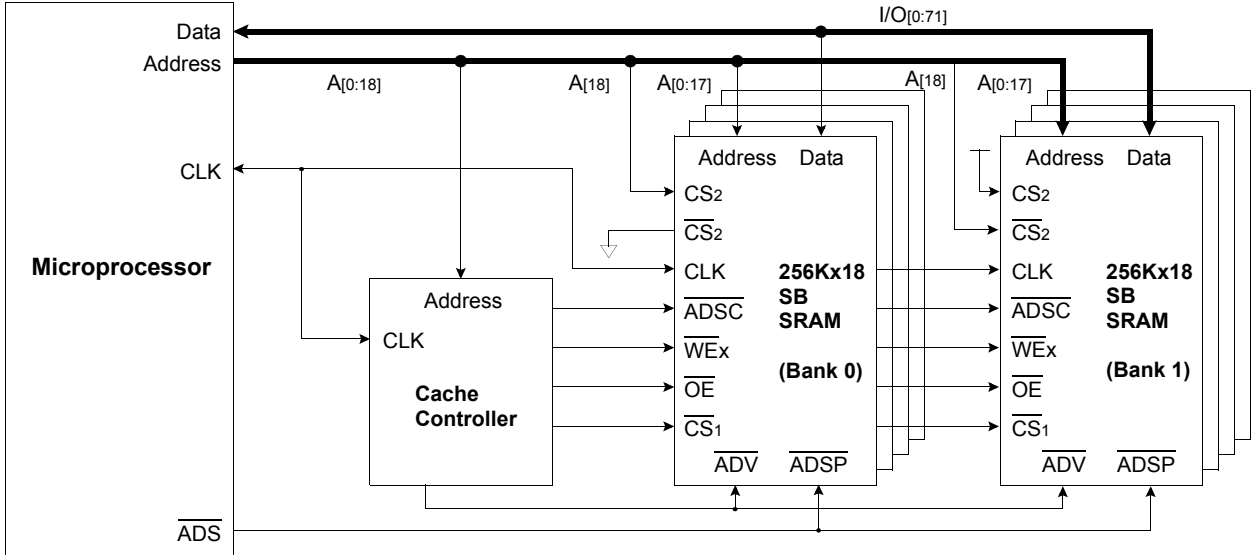 I/O[0:71]
Data
Address
A[0:18]
A[18]
A[0:17]
A[18]
A[0:17]
CLK
Microprocessor
ADS
Address
CLK
Cache
Controller
Address Data
CS2
CS2
CLK
ADSC
WEx
OE
CS1
ADV ADSP
256Kx18
SB
SRAM
(Bank 0)
Address Data
CS2
CS2
CLK
ADSC
WEx
OE
CS1
ADV ADSP
256Kx18
SB
SRAM
(Bank 1)